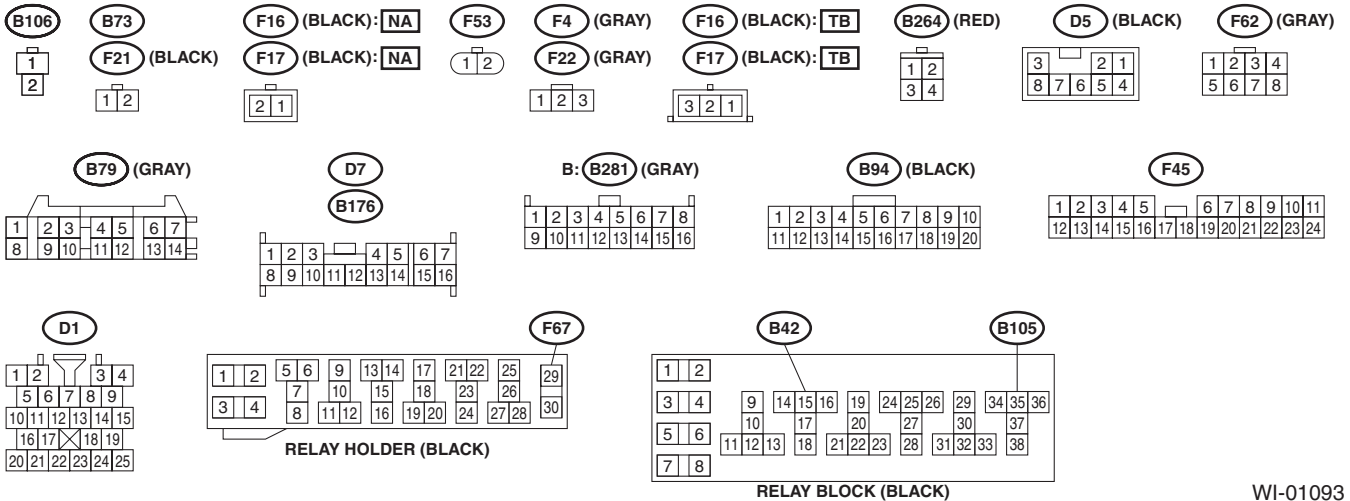 B106 B73 F16 (BLACK): NA F53 F4 (GRAY) F16 (BLACK): TB B264 (RED) D5 (BLACK) F62 (GRAY)
F21 (BLACK) F17 (BLACK): NA F22 (GRAY) F17 (BLACK): TB
1
2
1 2
2 1
1 2
1 2 3
3 2 1
1 2
3 4
3 2 1
8 7 6 5 4
1 2 3 4
5 6 7 8
B79 (GRAY) D7 B: B281 (GRAY) B94 (BLACK) F45
B176
1 2 3 4 5 6 7
8 9 10 11 12 13 14
1 2 3 4 5 6 7
8 9 10 11 12 13 14 15 16
1 2 3 4 5 6 7 8
9 10 11 12 13 14 15 16
1 2 3 4 5 6 7 8 9 10
11 12 13 14 15 16 17 18 19 20
1 2 3 4 5 6 7 8 9 10 11
12 13 14 15 16 17 18 19 20 21 22 23 24
D1 F67 B42 B105
1 2 3 4
5 6 7 8 9
10 11 12 13 14 15
16 17 18 19
20 21 22 23 24 25
1 2 5 6 9 13 14 17 21 22 25 29
7 10 15 18 23 26
3 4 8 11 12 16 19 20 24 27 28 30
RELAY HOLDER (BLACK)
1 2
3 4 9 14 15 16 19 24 25 26 29 34 35 36
10 17 20 27 30 37
5 6 11 12 13 18 21 22 23 28 31 32 33 38
7 8
RELAY BLOCK (BLACK)
WI-01093